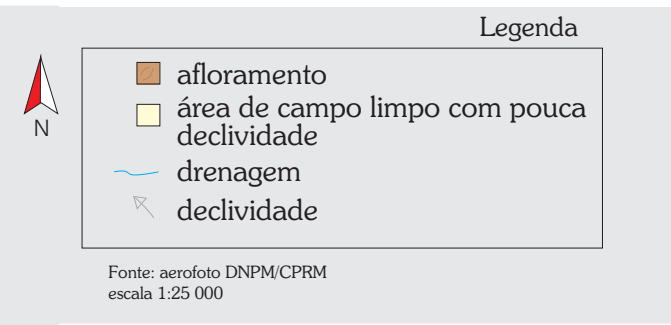 Legenda
afloramento
área de campo limpo com pouca
declividade
drenagem
declividade
N
Fonte: aerofoto DNPM/CPRM
escala 1:25 000